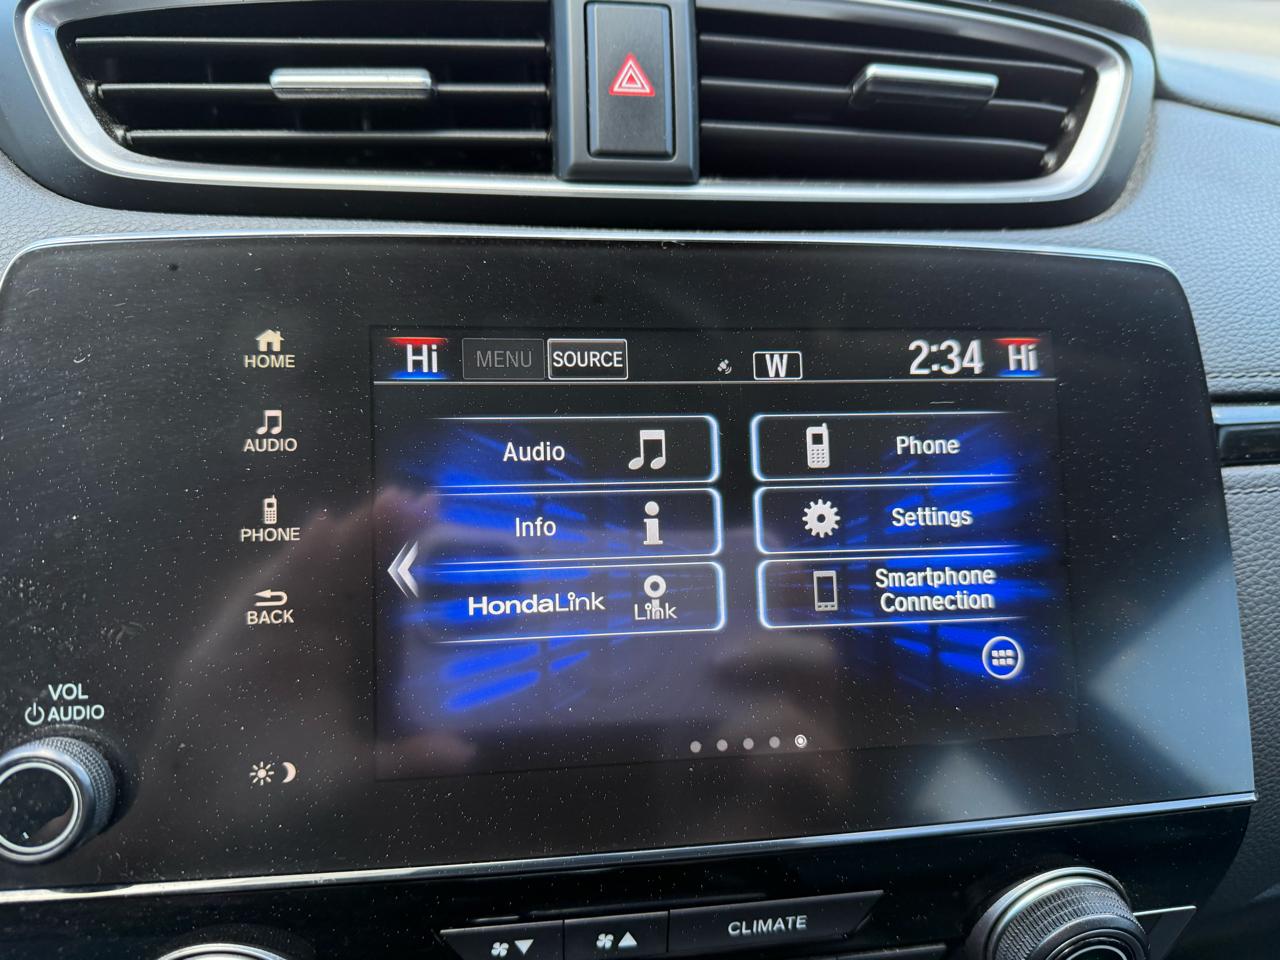 HOME
AUDIO
PHONE
BACK
VOL
AUDIO
Hi MENU SOURCE W 2:34 Hi
Audio Phone
Info Settings
HondaLink Link Smartphone
Connection
CLIMATE